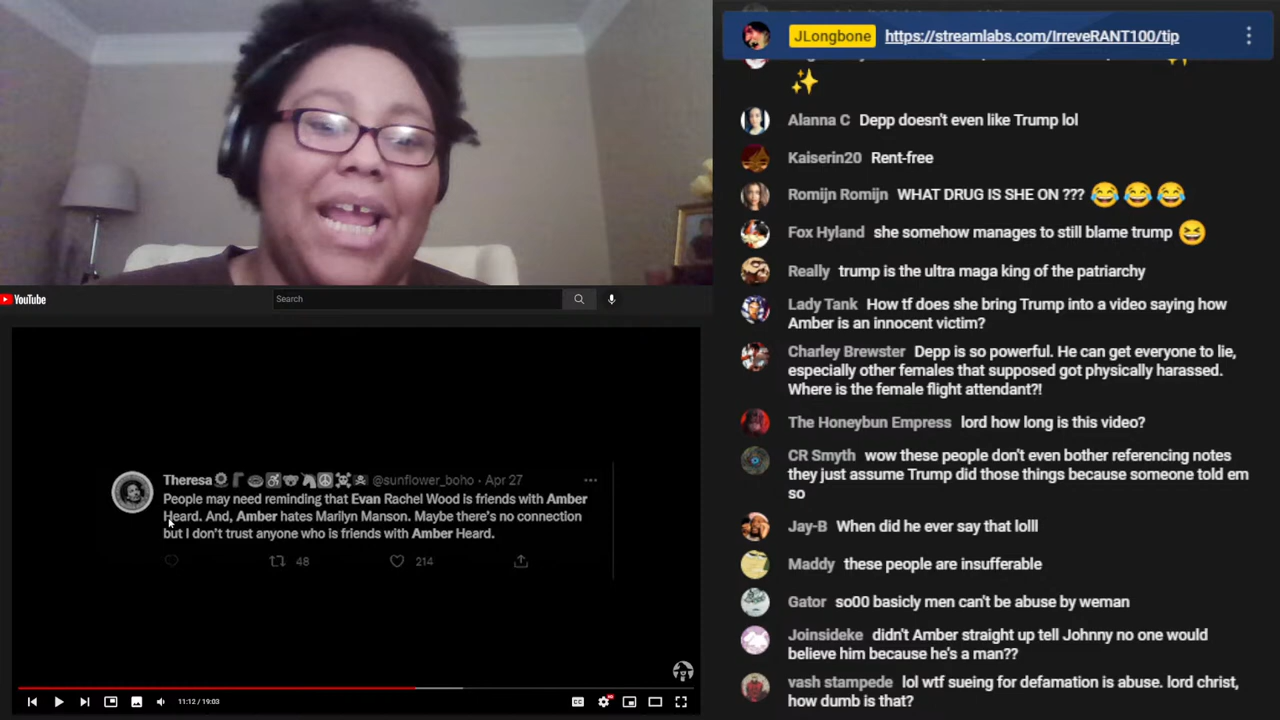 JLongbone https://streamlabs.com/IrreveRANT100/tip
Alanna C Depp doesn't even like Trump lol
Kaiserin20 Rent-free
Romijn Romijn WHAT DRUG IS SHE ON ??? 😂😂😂
Fox Hyland she somehow manages to still blame trump 😆
Really trump is the ultra maga king of the patriarchy
Lady Tank How tf does she bring Trump into a video saying how
Amber is an innocent victim?
Charley Brewster Depp is so powerful. He can get everyone to lie,
especially other females that supposed got physically harassed.
Where is the female flight attendant?!
The Honeybun Empress lord how long is this video?
CR Smyth wow these people don't even bother referencing notes
they just assume Trump did those things because someone told em
so
Jay-B When did he ever say that lolll
Maddy these people are insufferable
Gator so00 basicly men can't be abuse by weman
Joinsideke didn't Amber straight up tell Johnny no one would
believe him because he's a man??
vash stampede lol wtf sueing for defamation is abuse. lord christ,
how dumb is that?
YouTube
Search
Theresa @sunflower_boho · Apr 27
People may need reminding that Evan Rachel Wood is friends with Amber
Heard. And, Amber hates Marilyn Manson. Maybe there's no connection
but I don't trust anyone who is friends with Amber Heard.
48 214
11:12 / 19:03